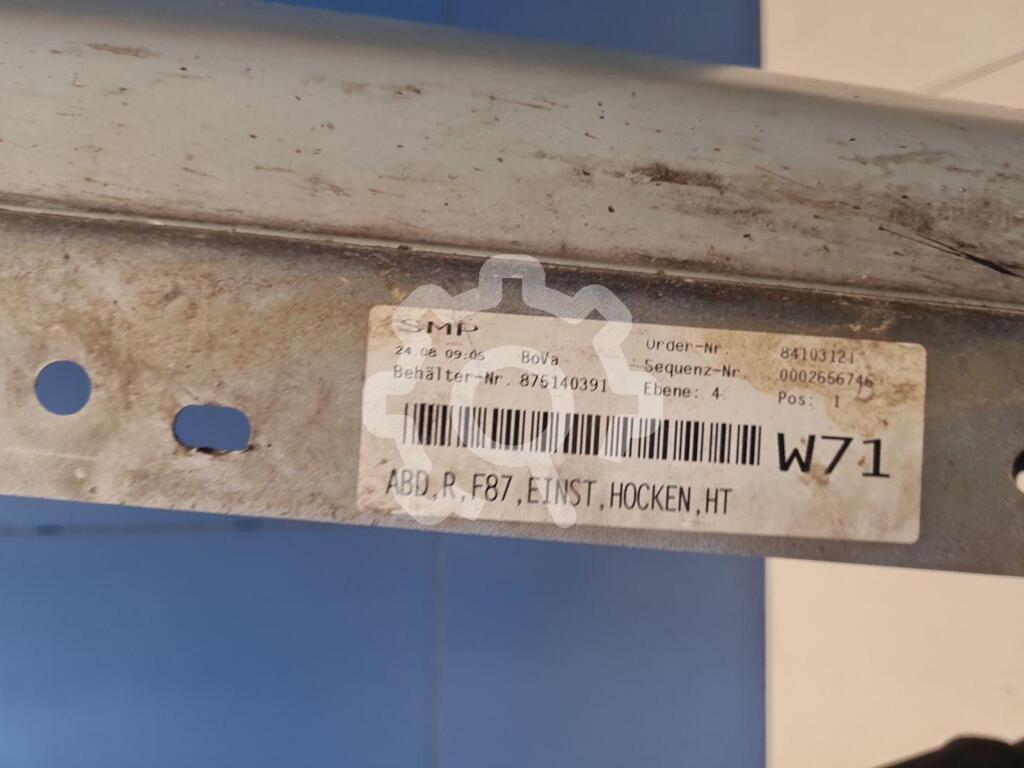 SMP
24.08 09:05 BoVa Order-Nr. 84103121
Sequenz-Nr. 0002656746
Behälter-Nr. 875140391 Ebene: 4 Pos: 1
W71
ABD,R,F87,EINST,HOCKEN,HT